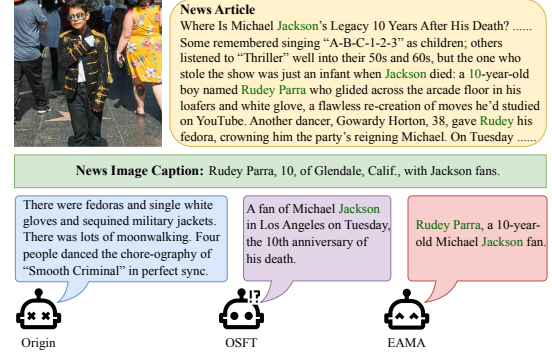 News Article
Where Is Michael Jackson's Legacy 10 Years After His Death? ......
Some remembered singing “A-B-C-1-2-3” as children; others
listened to “Thriller” well into their 50s and 60s, but the one who
stole the show was just an infant when Jackson died: a 10-year-old
boy named Rudey Parra who glided across the arcade floor in his
loafers and white glove, a flawless re-creation of moves he’d studied
on YouTube. Another dancer, Gowardy Horton, 38, gave Rudey his
fedora, crowning him the party’s reigning Michael. On Tuesday ......
News Image Caption: Rudey Parra, 10, of Glendale, Calif., with Jackson fans.
There were fedoras and single white
gloves and sequined military jackets.
There was lots of moonwalking. Four
people danced the chore-ography of
“Smooth Criminal” in perfect sync.
A fan of Michael Jackson
in Los Angeles on Tuesday,
the 10th anniversary of
his death.
Rudey Parra, a 10-year-
old Michael Jackson fan.
!?
Origin
OSFT
EAMA